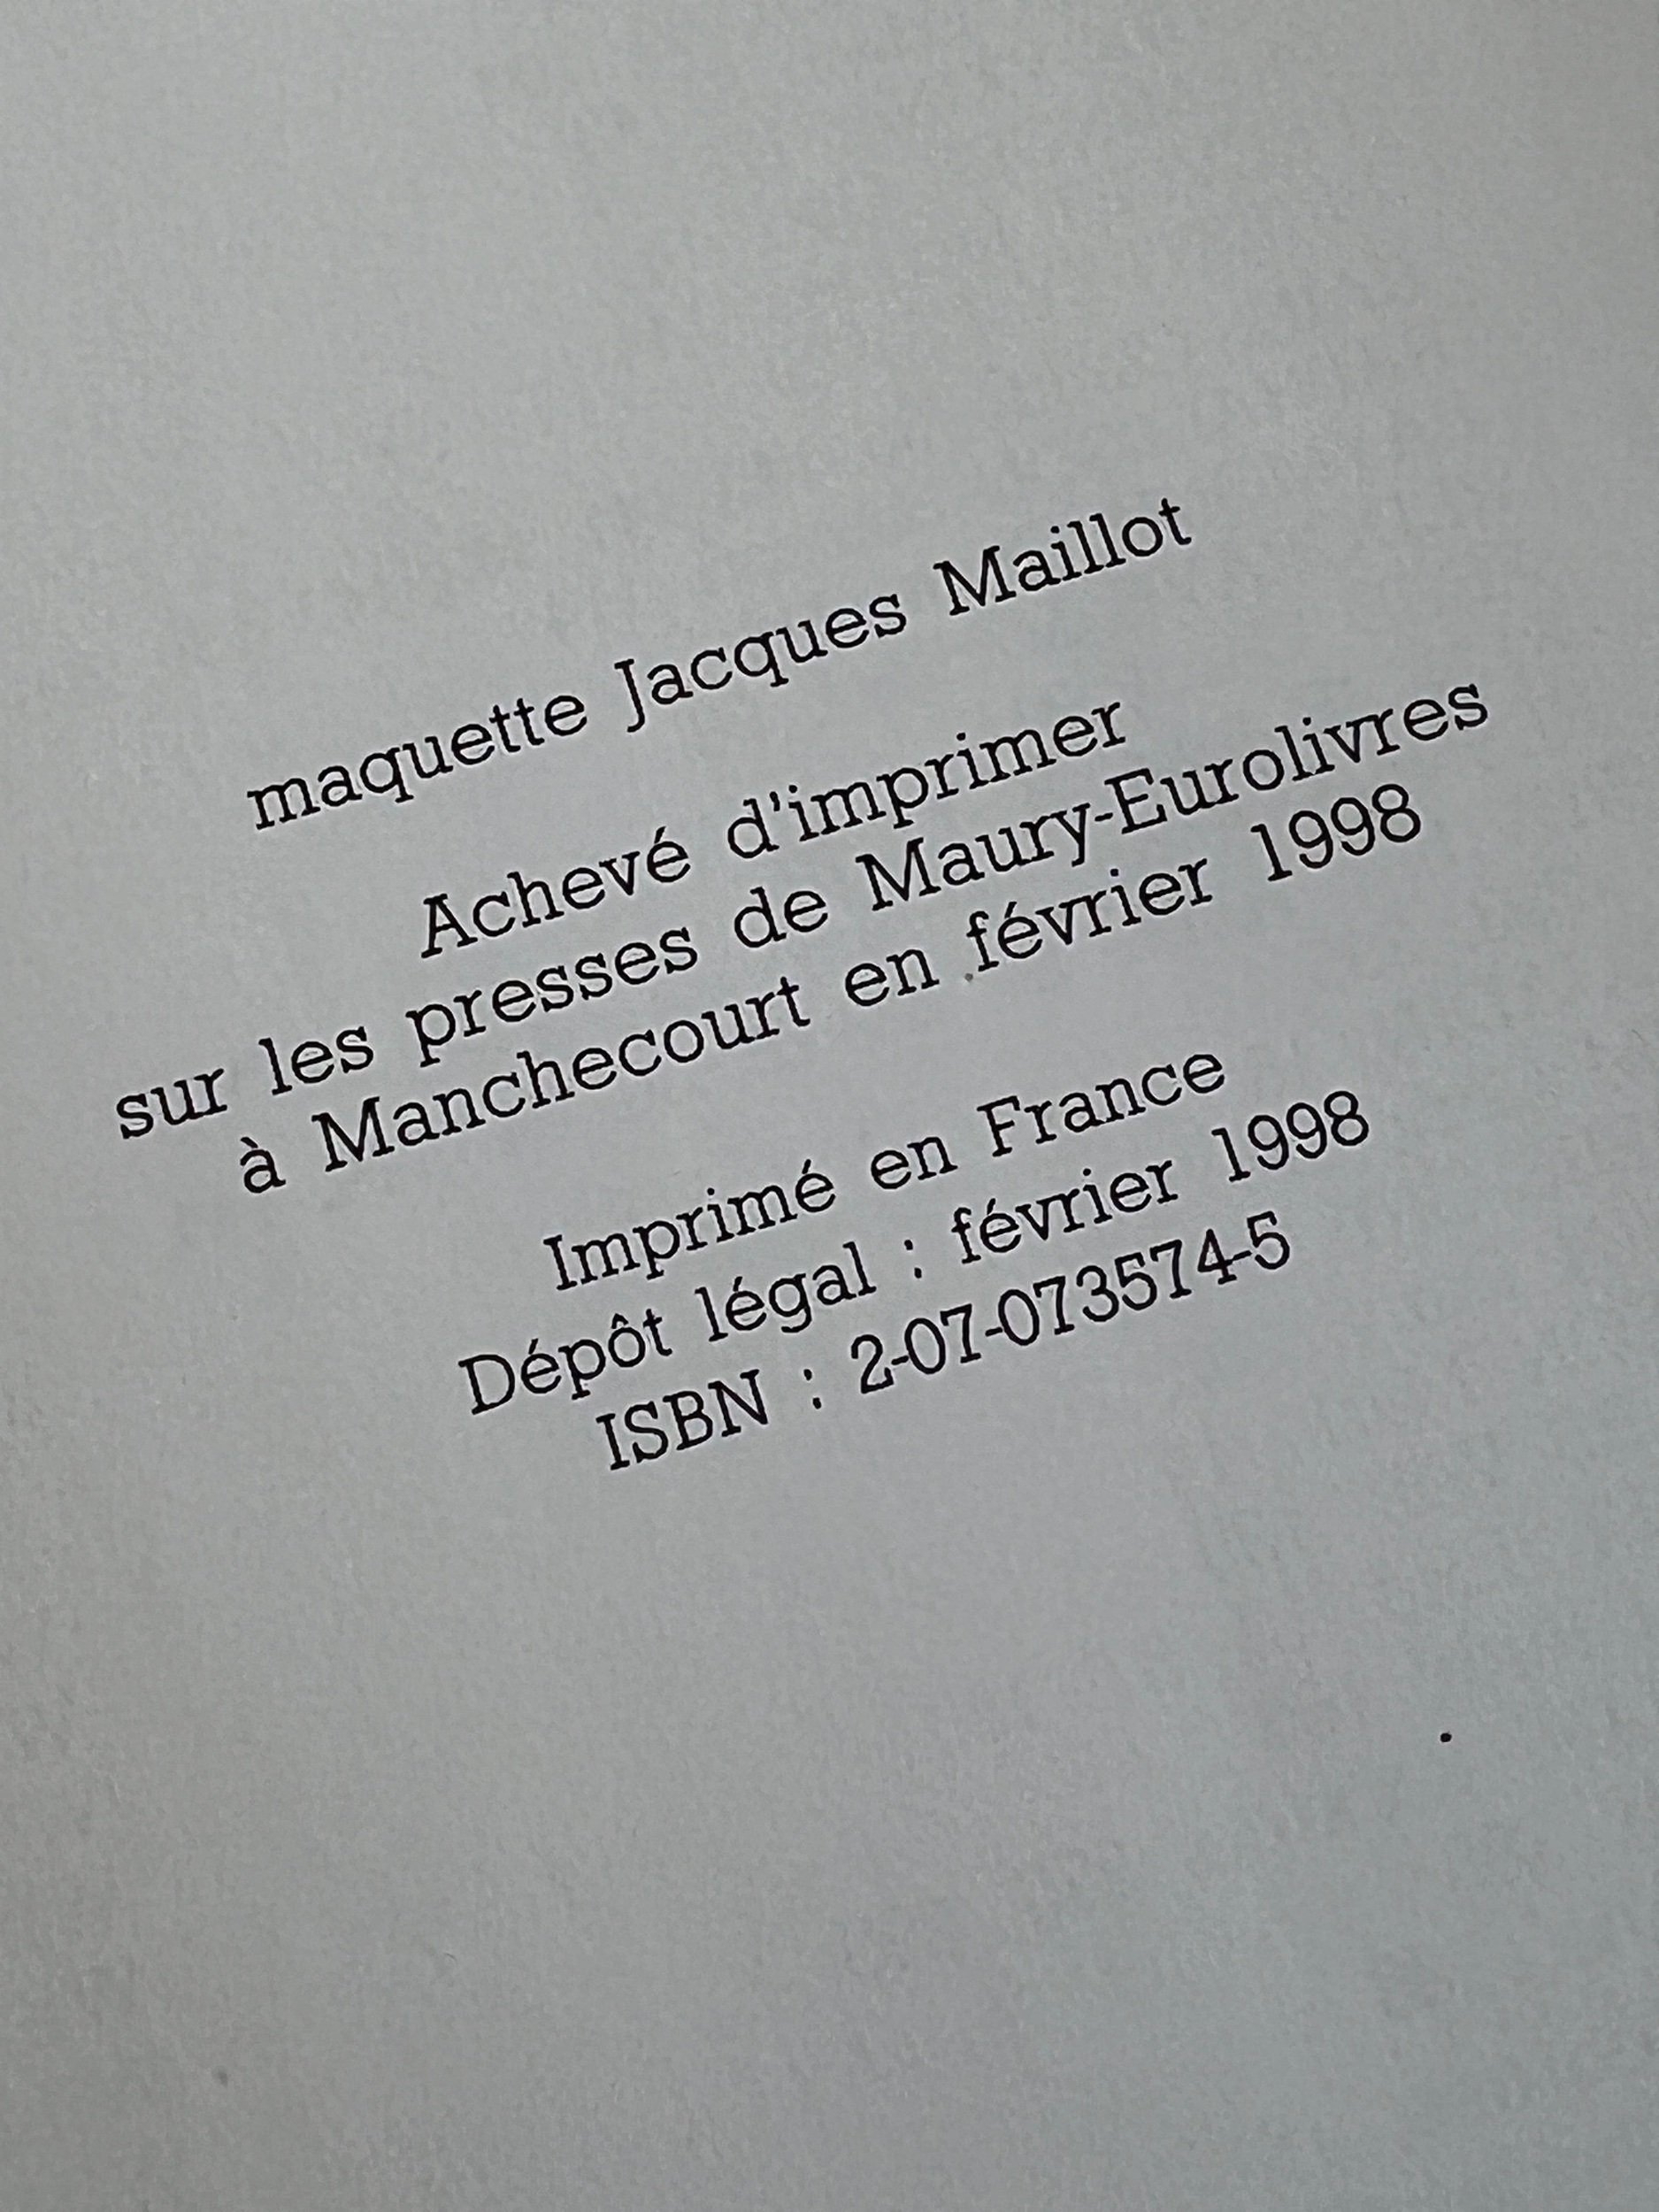 maquette Jacques Maillot
Achevé d'imprimer
sur les presses de Maury-Eurolivres
à Manchecourt en février 1998
Imprimé en France
Dépôt légal : février 1998
ISBN : 2-07-073574-5